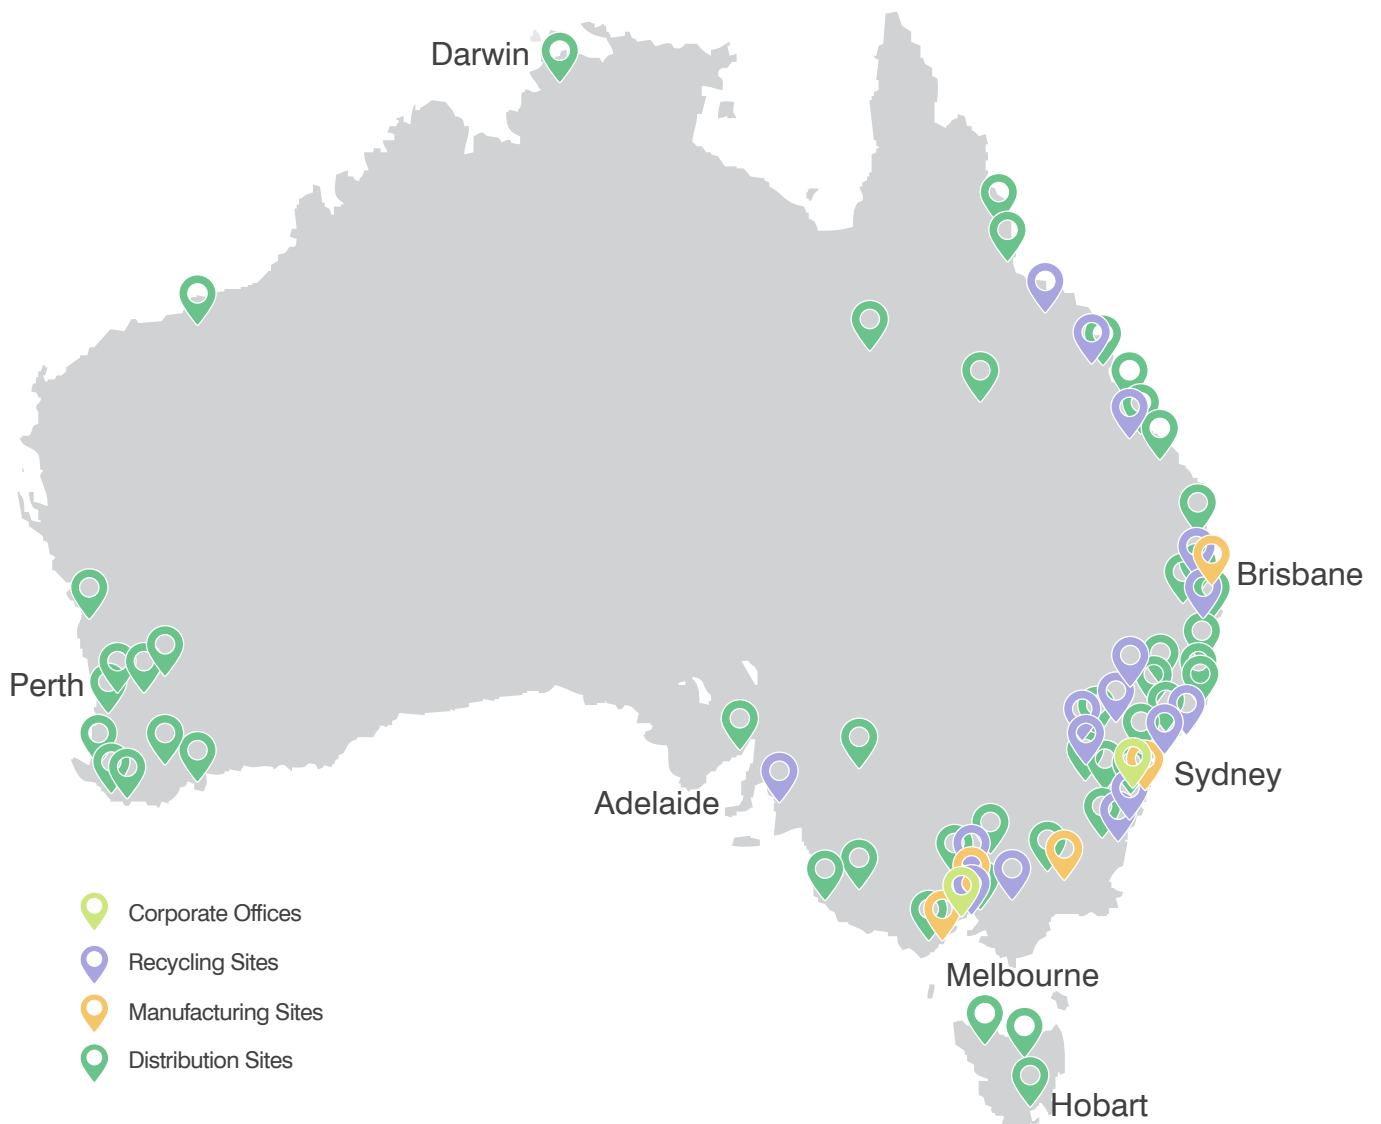 Darwin
Brisbane
Perth
Sydney
Adelaide
Corporate Offices
Recycling Sites
Melbourne
Manufacturing Sites
Distribution Sites
Hobart